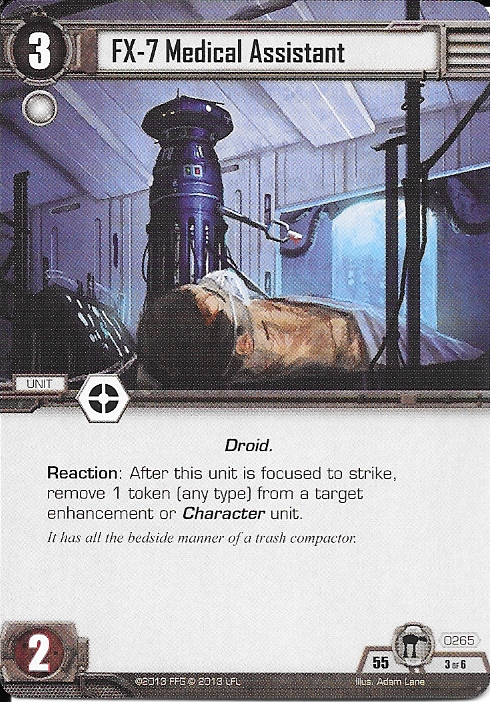 3
FX-7 Medical Assistant
UNIT
Droid.
Reaction: After this unit is focused to strike,
remove 1 token (any type) from a target
enhancement or Character unit.
It has all the bedside manner of a trash compactor.
2
55
0265
3 OF 6
©2013 FFG © 2013 LFL
Illus. Adam Lane